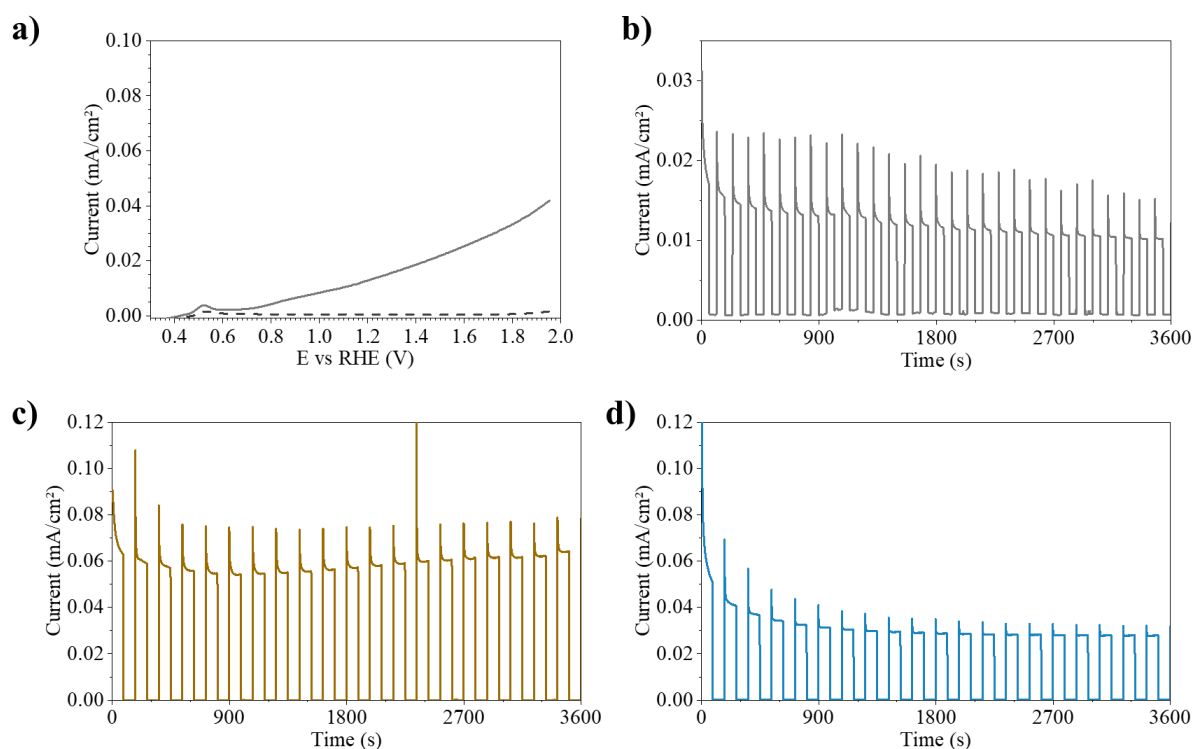 a)
0.10
0.08
0.06
0.04
0.02
0.00
Current (mA/cm²)
0.4 0.6 0.8 1.0 1.2 1.4 1.6 1.8 2.0
E vs RHE (V)
b)
0.03
0.02
0.01
0.00
Current (mA/cm²)
0 900 1800 2700 3600
Time (s)
c)
0.12
0.10
0.08
0.06
0.04
0.02
0.00
Current (mA/cm²)
0 900 1800 2700 3600
Time (s)
d)
0.12
0.10
0.08
0.06
0.04
0.02
0.00
Current (mA/cm²)
0 900 1800 2700 3600
Time (s)